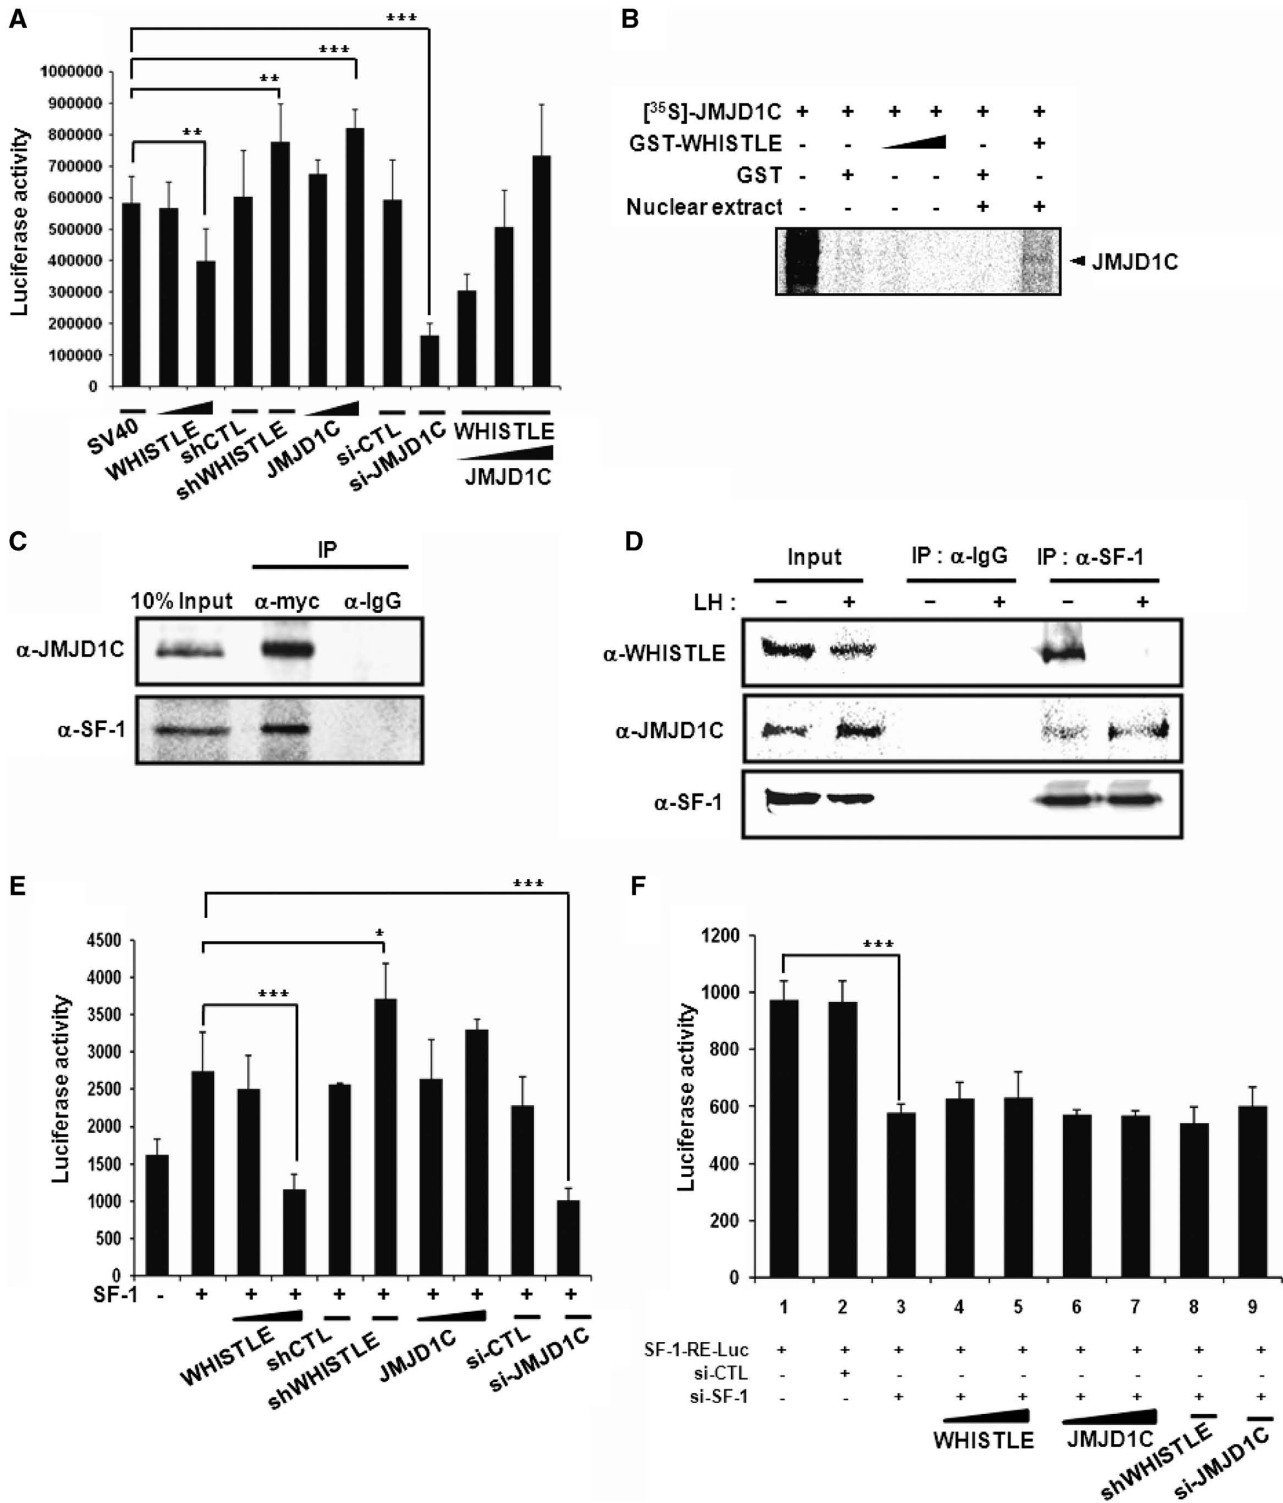 A
***
***
**
**
Luciferase activity
1000000
900000
800000
700000
600000
500000
400000
300000
200000
100000
0
SV40
WHISTLE
shCTL
shWHISTLE
JMJD1C
si-CTL
si-JMJD1C
WHISTLE
JMJD1C
B
[35S]-JMJD1C + + + + + +
GST-WHISTLE - - - +
GST - + - - + -
Nuclear extract - - - - + +
JMJD1C
C
IP
10% Input α-myc α-IgG
α-JMJD1C
α-SF-1
D
Input IP : α-IgG IP : α-SF-1
LH : - + - + - +
α-WHISTLE
α-JMJD1C
α-SF-1
E
***
*
***
Luciferase activity
4500
4000
3500
3000
2500
2000
1500
1000
500
0
SF-1 - + + + + + + + + +
WHISTLE
shCTL
shWHISTLE
JMJD1C
si-CTL
si-JMJD1C
F
***
Luciferase activity
1200
1000
800
600
400
200
0
1 2 3 4 5 6 7 8 9
SF-1-RE-Luc + + + + + + + + +
si-CTL - + - - - - - - -
si-SF-1 - - + + + + + + +
WHISTLE
JMJD1C
shWHISTLE
si-JMJD1C